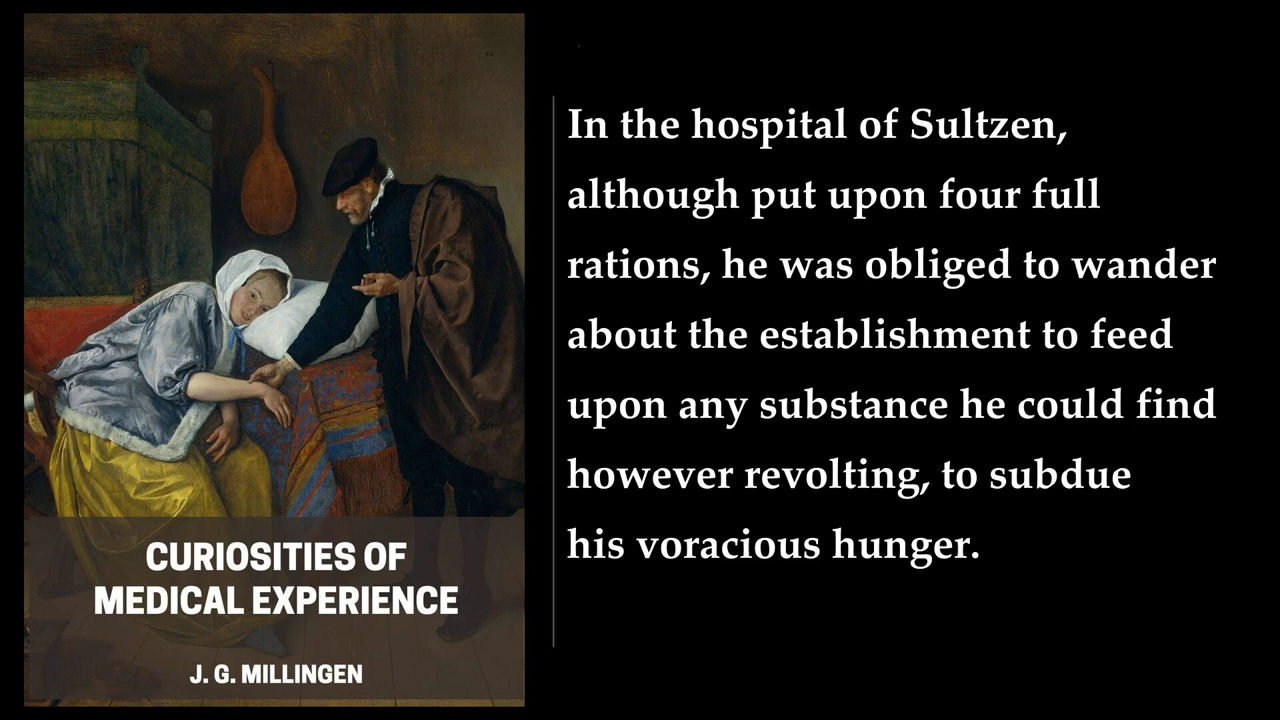 CURIOSITIES OF
MEDICAL EXPERIENCE
J. G. MILLINGEN
In the hospital of Sultzen,
although put upon four full
rations, he was obliged to wander
about the establishment to feed
upon any substance he could find
however revolting, to subdue
his voracious hunger.